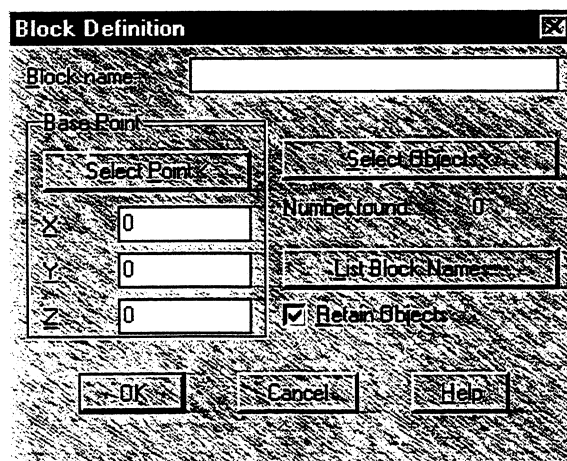 Block Definition
Block name:
Base Point
Select Point <
X:
0
Y:
0
Z:
0
Select Objects <
Number found: 0
List Block Names...
Retain Objects
OK
Cancel
Help